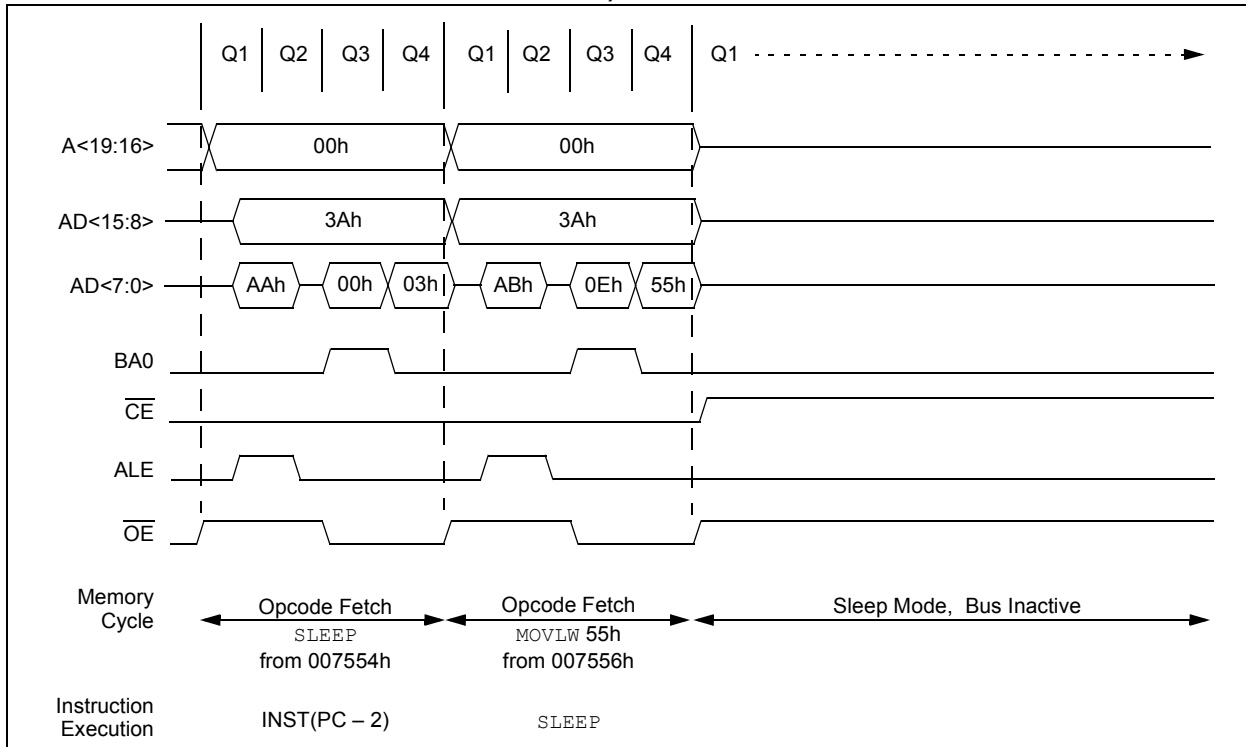 Q1 Q2 Q3 Q4 Q1 Q2 Q3 Q4 Q1
A<19:16> 00h 00h
AD<15:8> 3Ah 3Ah
AD<7:0> AAh 00h 03h ABh 0Eh 55h
BA0
CE
ALE
OE
Memory
Cycle
Opcode Fetch
SLEEP
from 007554h
Opcode Fetch
MOVLW 55h
from 007556h
Sleep Mode, Bus Inactive
Instruction
Execution
INST(PC – 2)
SLEEP